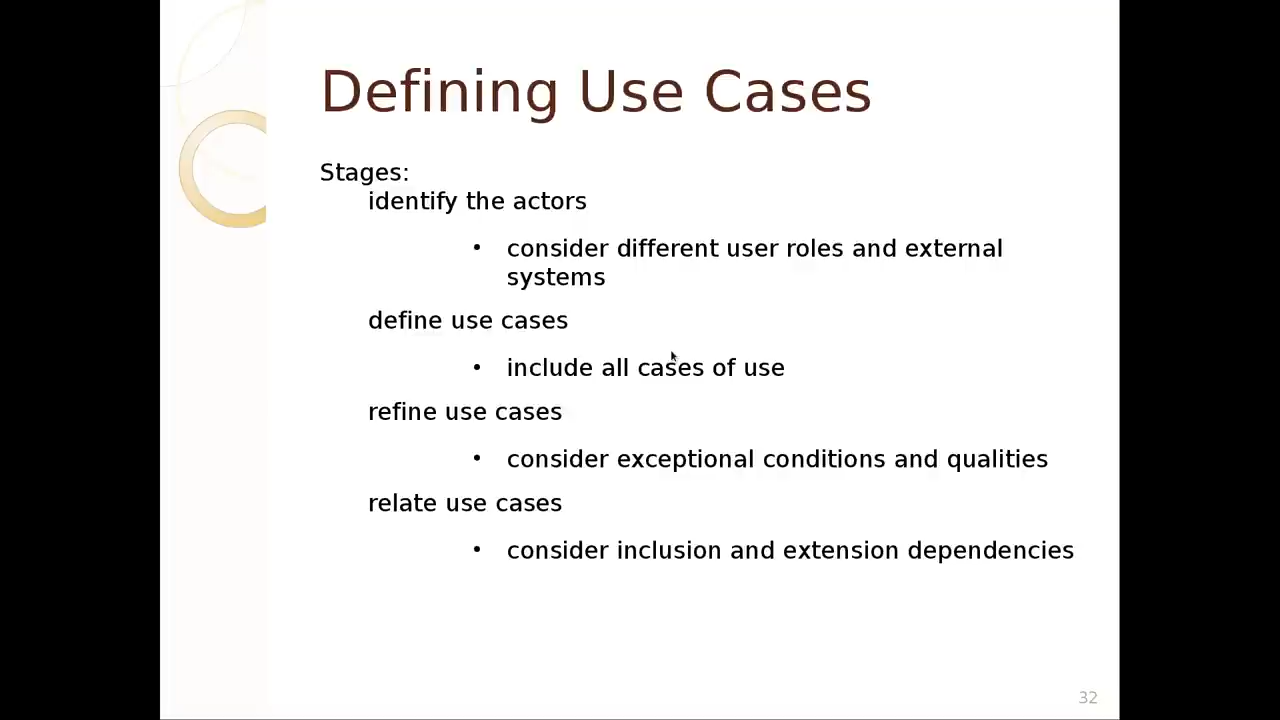 Defining Use Cases
Stages:
identify the actors
• consider different user roles and external
systems
define use cases
• include all cases of use
refine use cases
• consider exceptional conditions and qualities
relate use cases
• consider inclusion and extension dependencies
32